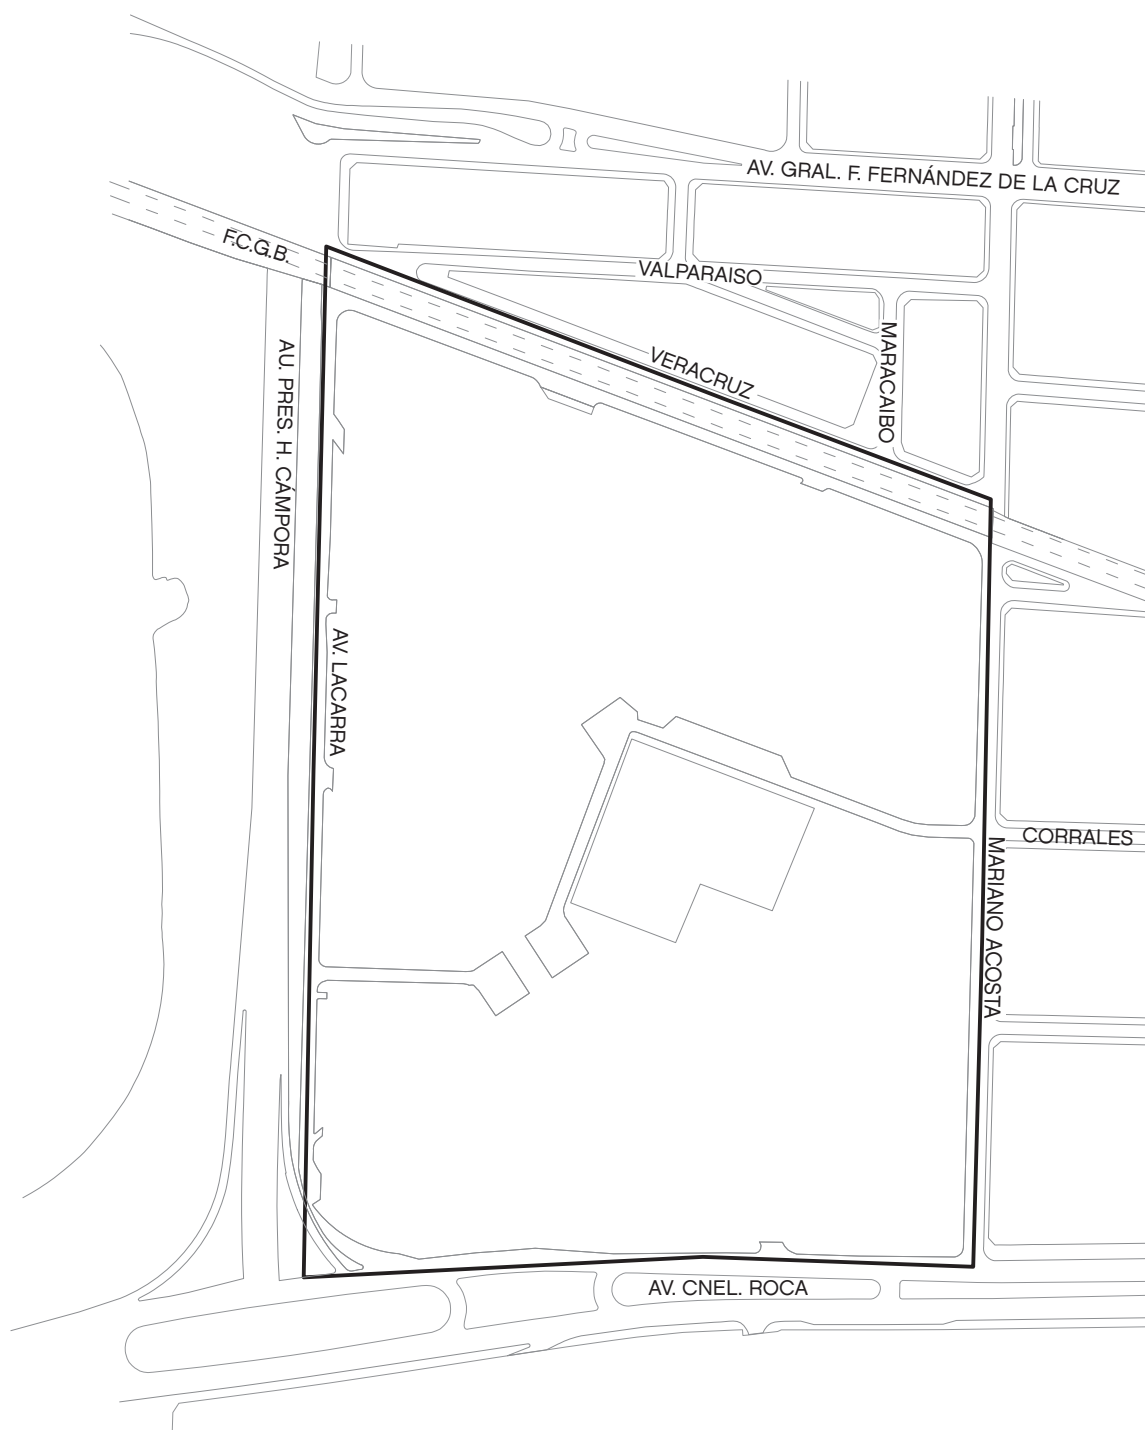 AV. GRAL. F. FERNÁNDEZ DE LA CRUZ
F.C.G.B.
VALPARAISO
VERACRUZ
MARACAIBO
AU. PRES. H. CÁMPORA
AV. LACARRA
CORRALES
MARIANO ACOSTA
AV. CNEL. ROCA